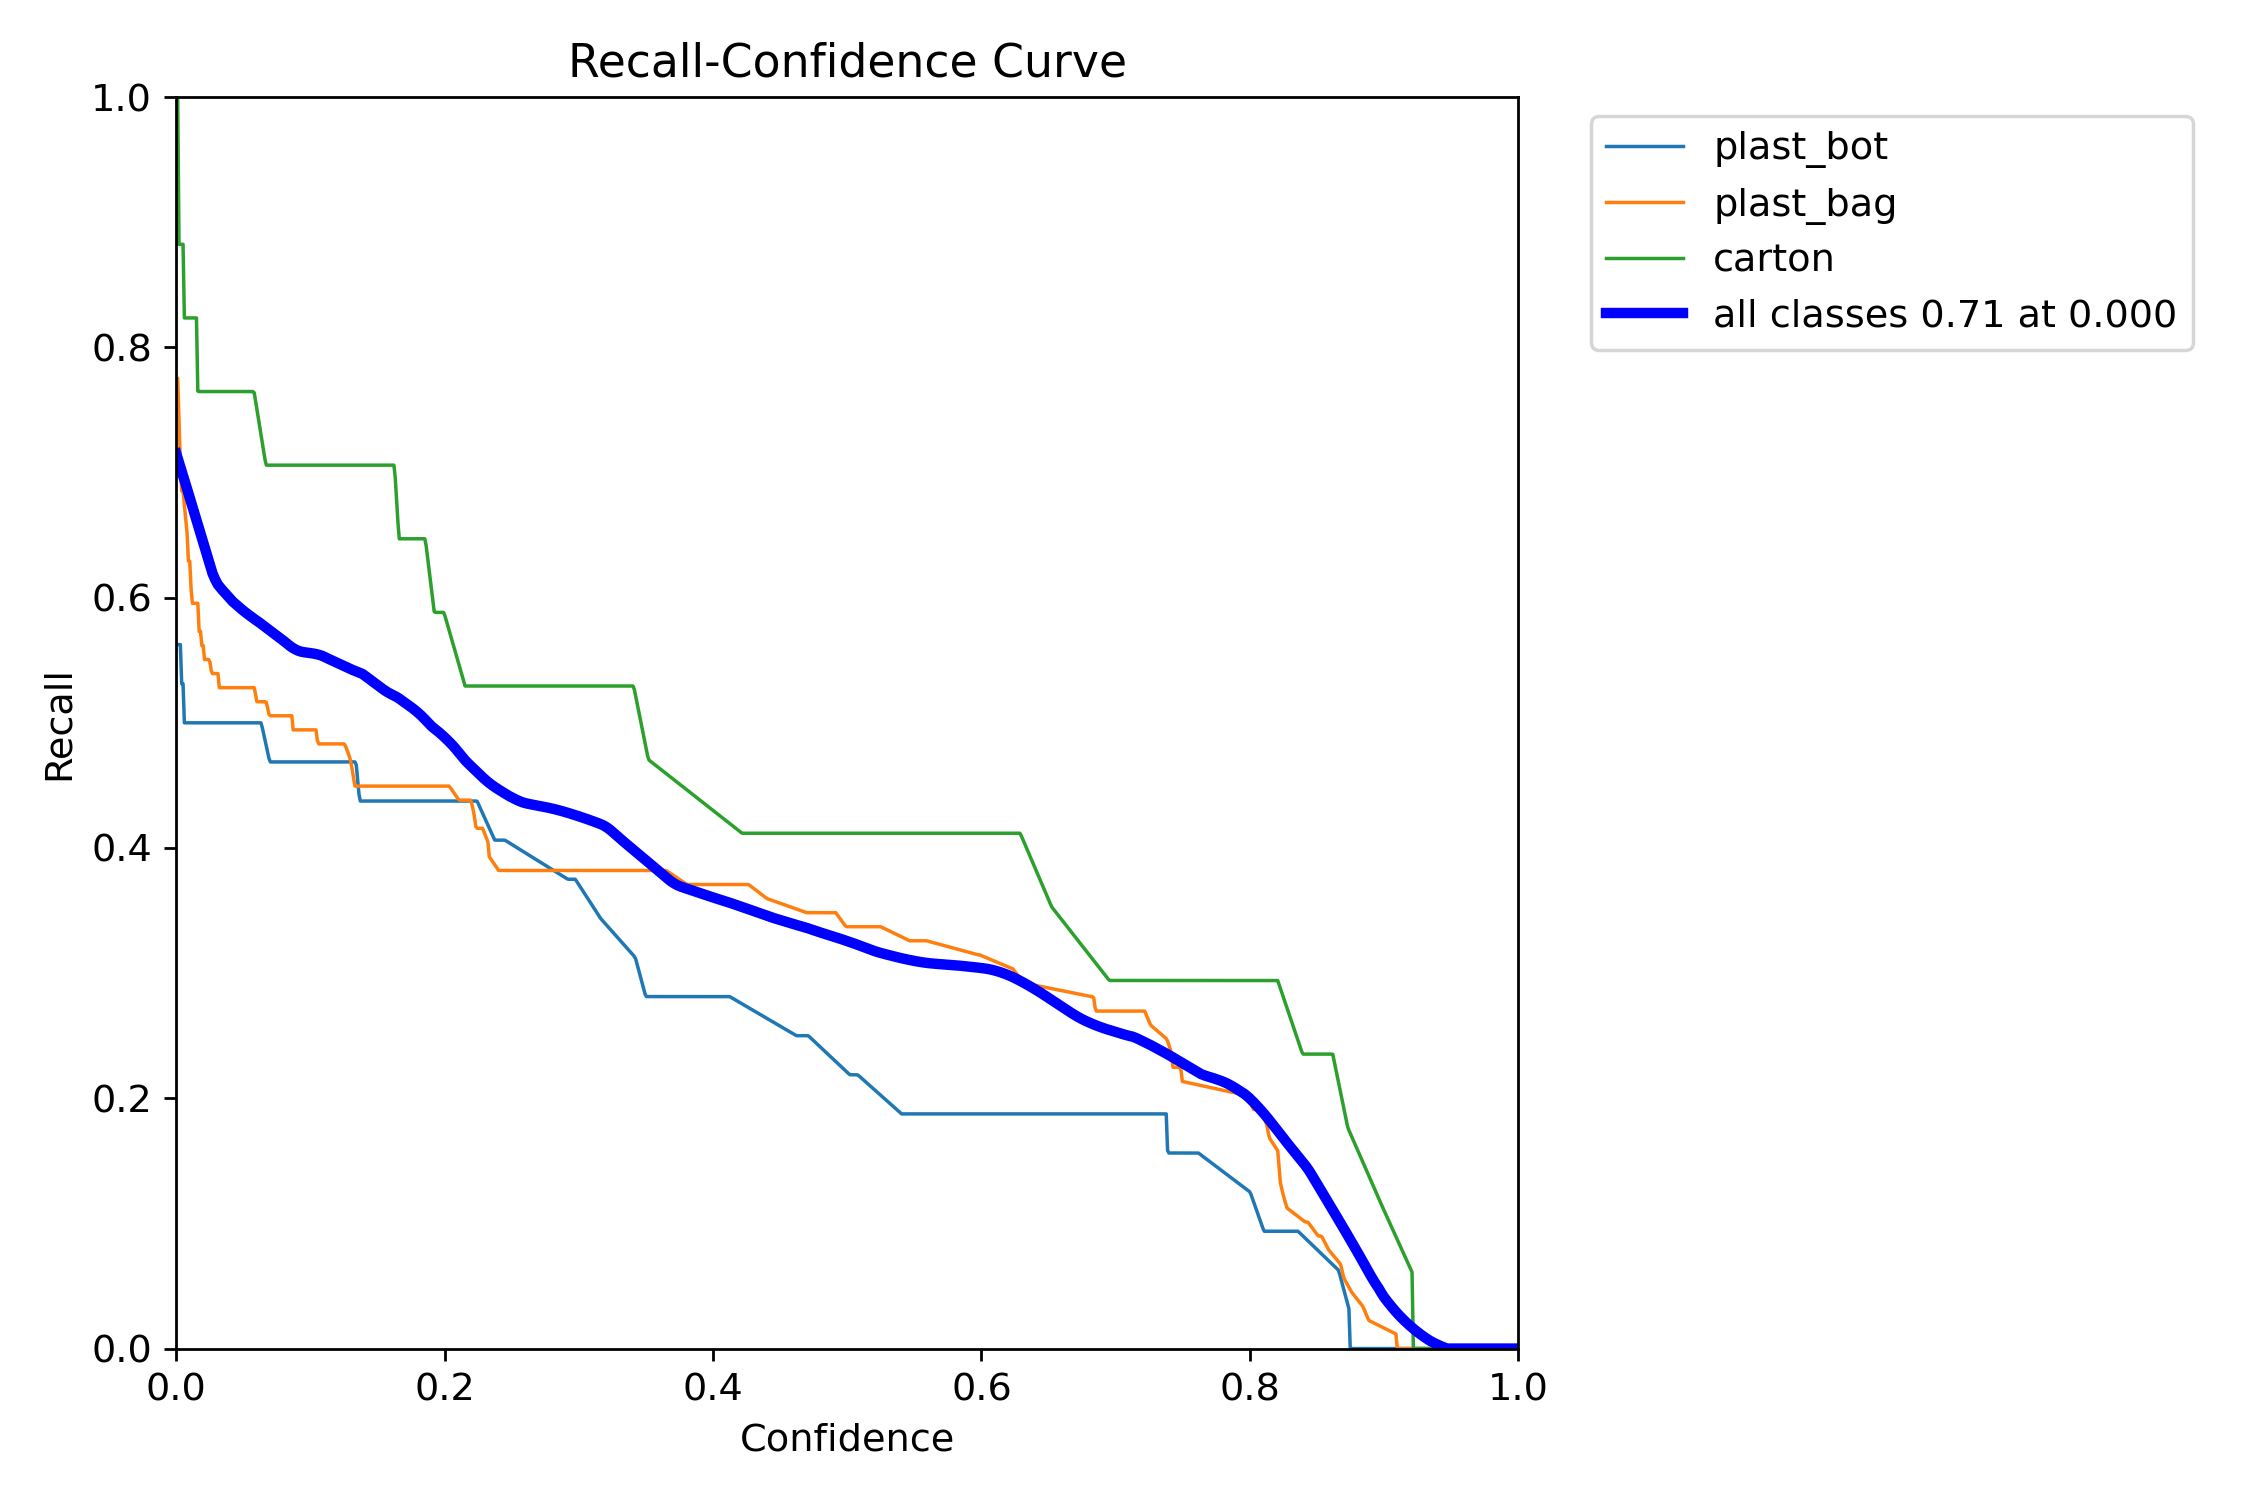 Recall-Confidence Curve
1.0
0.8
0.6
0.4
0.2
0.0
Recall
0.0 0.2 0.4 0.6 0.8 1.0
Confidence
plast_bot
plast_bag
carton
all classes 0.71 at 0.000